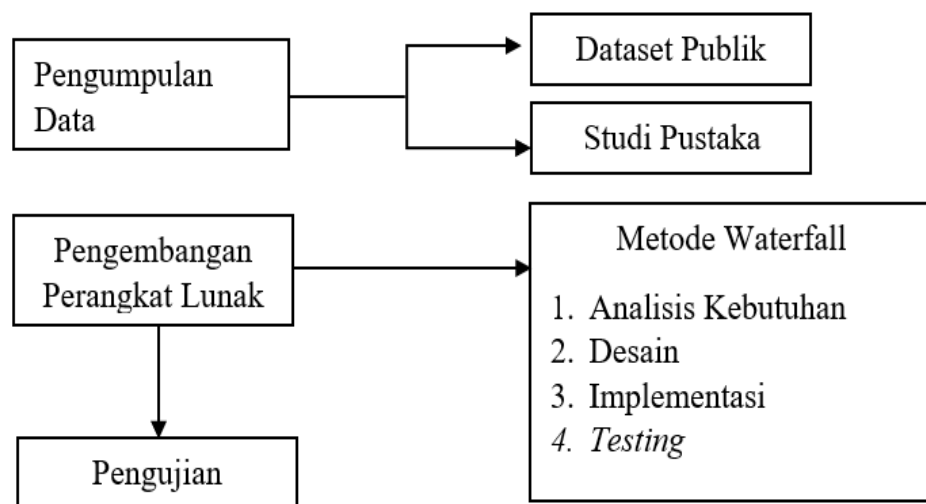 Pengumpulan
Data
Dataset Publik
Studi Pustaka
Pengembangan
Perangkat Lunak
Metode Waterfall
1. Analisis Kebutuhan
2. Desain
3. Implementasi
4. Testing
Pengujian